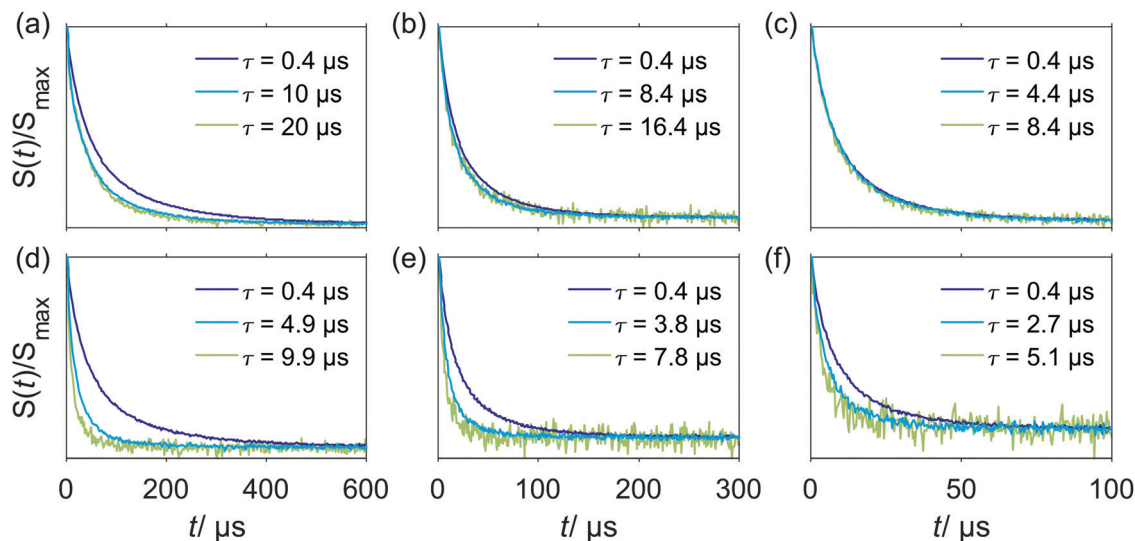 (a)
(b)
(c)
S(t)/Smax
τ = 0.4 µs
τ = 10 µs
τ = 20 µs
τ = 0.4 µs
τ = 8.4 µs
τ = 16.4 µs
τ = 0.4 µs
τ = 4.4 µs
τ = 8.4 µs
(d)
(e)
(f)
S(t)/Smax
τ = 0.4 µs
τ = 4.9 µs
τ = 9.9 µs
τ = 0.4 µs
τ = 3.8 µs
τ = 7.8 µs
τ = 0.4 µs
τ = 2.7 µs
τ = 5.1 µs
0 200 400 600
0 100 200 300
0 50 100
t/ µs
t/ µs
t/ µs